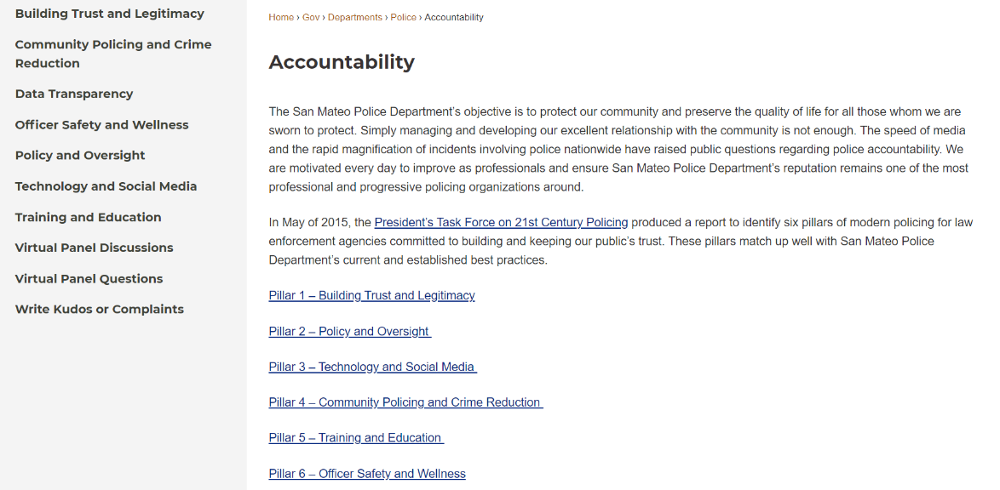 Building Trust and Legitimacy
Community Policing and Crime
Reduction
Data Transparency
Officer Safety and Wellness
Policy and Oversight
Technology and Social Media
Training and Education
Virtual Panel Discussions
Virtual Panel Questions
Write Kudos or Complaints
Home › Gov › Departments › Police › Accountability
Accountability
The San Mateo Police Department’s objective is to protect our community and preserve the quality of life for all those whom we are
sworn to protect. Simply managing and developing our excellent relationship with the community is not enough. The speed of media
and the rapid magnification of incidents involving police nationwide have raised public questions regarding police accountability. We
are motivated every day to improve as professionals and ensure San Mateo Police Department’s reputation remains one of the most
professional and progressive policing organizations around.
In May of 2015, the President’s Task Force on 21st Century Policing produced a report to identify six pillars of modern policing for law
enforcement agencies committed to building and keeping our public’s trust. These pillars match up well with San Mateo Police
Department’s current and established best practices.
Pillar 1 – Building Trust and Legitimacy
Pillar 2 – Policy and Oversight
Pillar 3 – Technology and Social Media
Pillar 4 – Community Policing and Crime Reduction
Pillar 5 – Training and Education
Pillar 6 – Officer Safety and Wellness